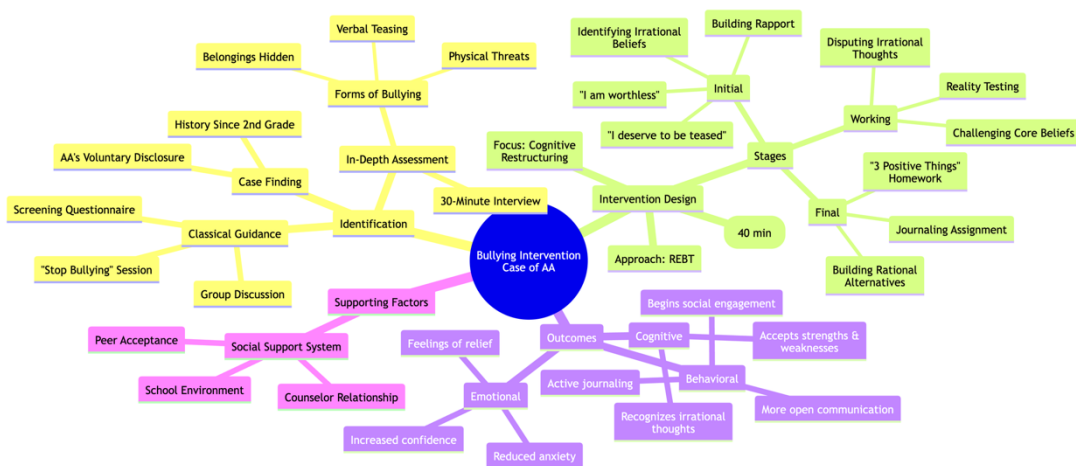 Bullying Intervention
Case of AA
Identification
Classical Guidance
Screening Questionnaire
"Stop Bullying" Session
Group Discussion
Case Finding
AA's Voluntary Disclosure
History Since 2nd Grade
In-Depth Assessment
30-Minute Interview
Forms of Bullying
Belongings Hidden
Verbal Teasing
Physical Threats
Intervention Design
Focus: Cognitive
Restructuring
Approach: REBT
40 min
Stages
Initial
Building Rapport
Identifying Irrational
Beliefs
"I am worthless"
"I deserve to be teased"
Working
Disputing Irrational
Thoughts
Reality Testing
Challenging Core Beliefs
Final
"3 Positive Things"
Homework
Journaling Assignment
Building Rational
Alternatives
Outcomes
Cognitive
Accepts strengths &
weaknesses
Recognizes irrational
thoughts
Behavioral
Begins social engagement
Active journaling
More open communication
Emotional
Feelings of relief
Increased confidence
Reduced anxiety
Supporting Factors
Social Support System
Peer Acceptance
School Environment
Counselor Relationship